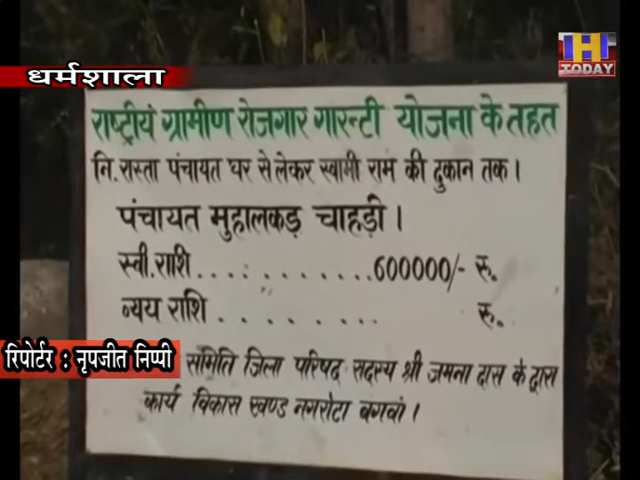 धर्मशाला
H
TODAY
राष्ट्रीयं ग्रामीण रोजगार गारन्टी योजना के तहत
नि. रास्ता पंचायत घर से लेकर स्वामी राम की दुकान तक।
पंचायत मुहालकड़ चाहड़ी।
स्वी. राशि . . . . . . . . . . . . . 600000/- रु.
न्यय राशि . . . . . . . . . रु.
रिपोर्टर : नृपजीत निप्पी
समिति जिला परिषद सदस्य श्री जमना दास के द्वारा
कार्य विकास खण्ड नगरोटा बगवां।